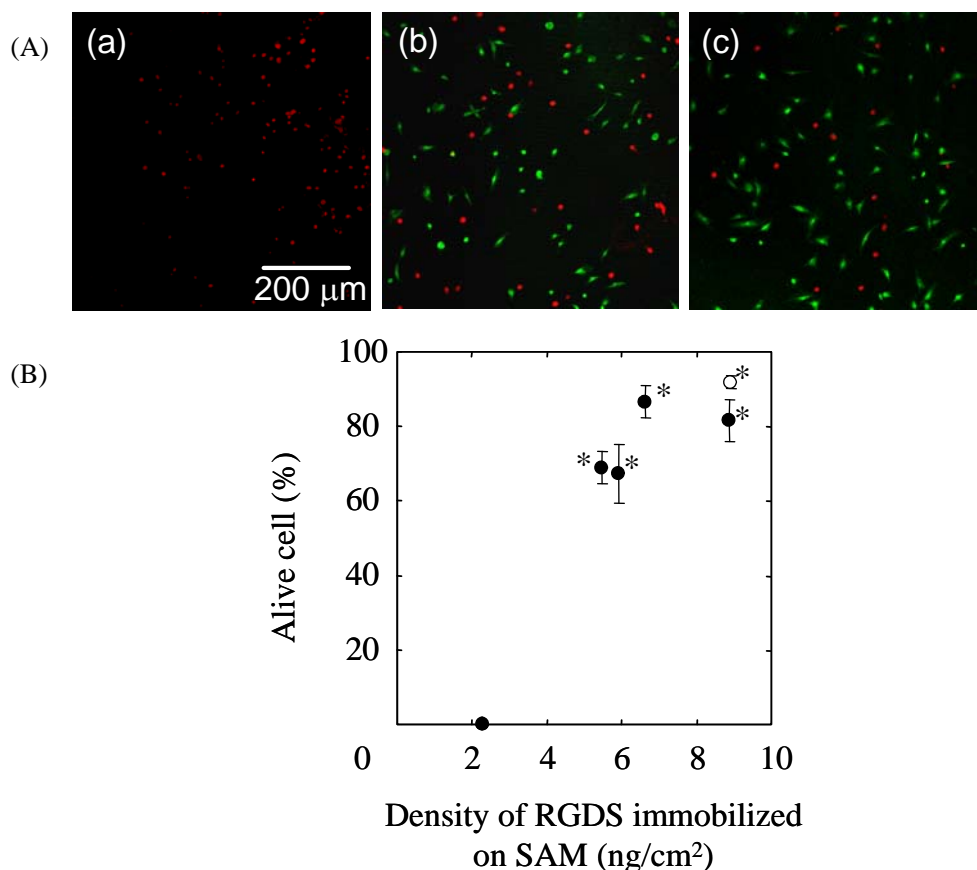 (A)
(a)
(b)
(c)
200 μm
(B)
100
80
60
40
20
0
2
4
6
8
10
*
*
*
*
*
Alive cell (%)
Density of RGDS immobilized
on SAM (ng/cm²)